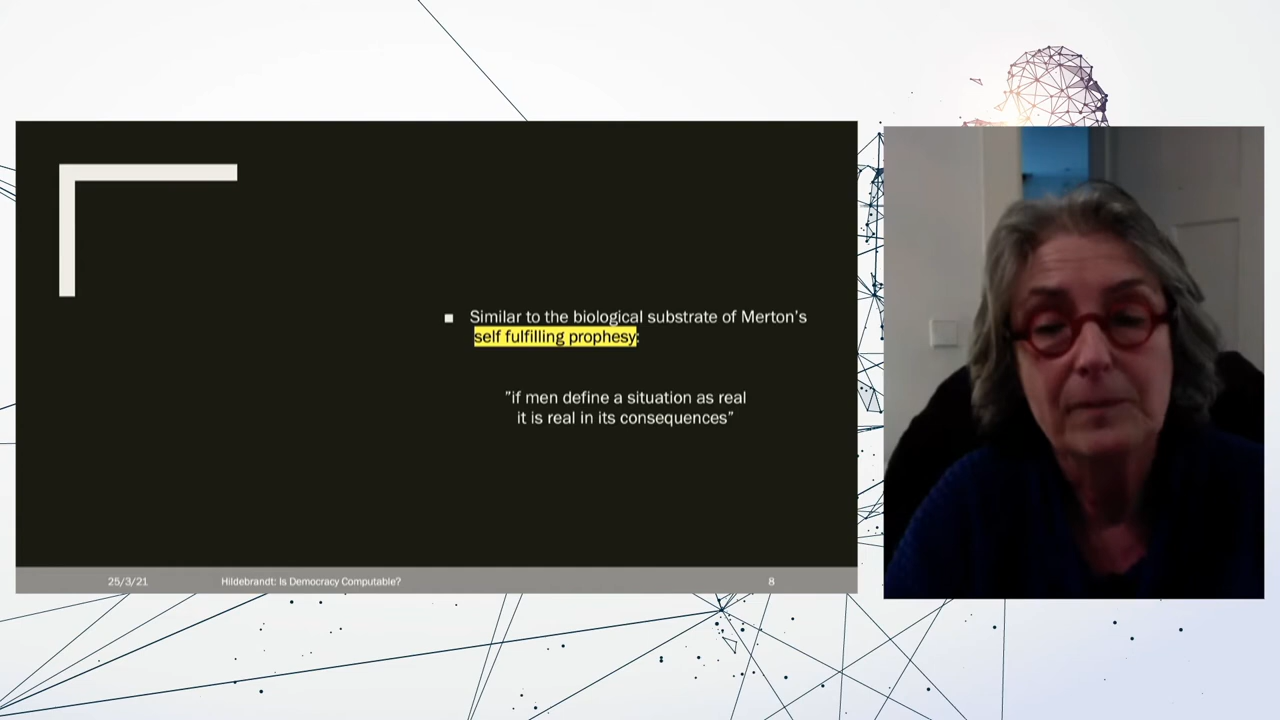 Similar to the biological substrate of Merton's
self fulfilling prophesy:
"if men define a situation as real
it is real in its consequences"
25/3/21 Hildebrandt: Is Democracy Computable? 8